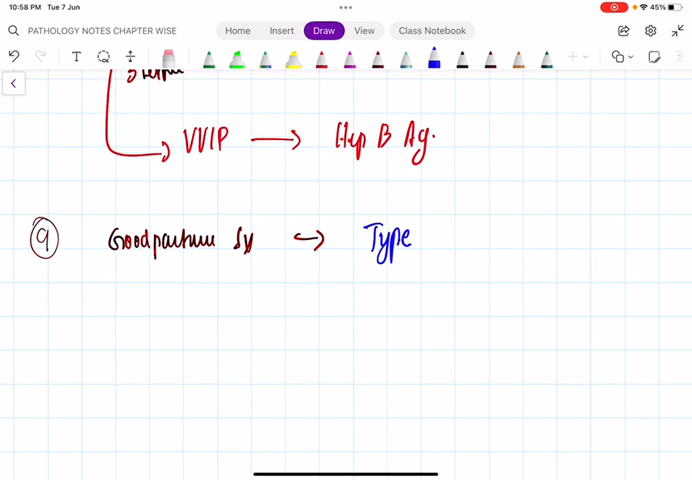 10:58 PM Tue 7 Jun
45%
PATHOLOGY NOTES CHAPTER WISE
Home Insert Draw View Class Notebook
T
VVIP → Hep B Ag.
9 Goodpasture Sy ↔ Type